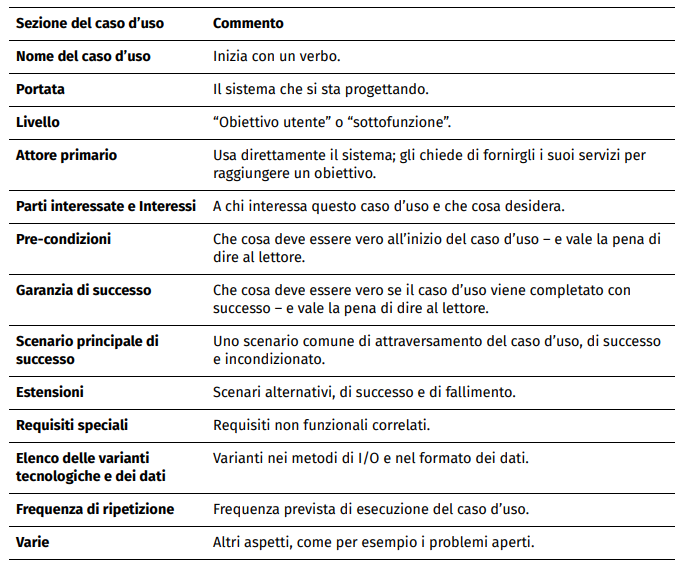 Sezione del caso d’uso Commento
Nome del caso d’uso Inizia con un verbo.
Portata Il sistema che si sta progettando.
Livello “Obiettivo utente” o “sottofunzione”.
Attore primario Usa direttamente il sistema; gli chiede di fornirgli i suoi servizi per
raggiungere un obiettivo.
Parti interessate e Interessi A chi interessa questo caso d’uso e che cosa desidera.
Pre-condizioni Che cosa deve essere vero all’inizio del caso d’uso – e vale la pena di
dire al lettore.
Garanzia di successo Che cosa deve essere vero se il caso d’uso viene completato con
successo – e vale la pena di dire al lettore.
Scenario principale di Uno scenario comune di attraversamento del caso d’uso, di successo
successo e incondizionato.
Estensioni Scenari alternativi, di successo e di fallimento.
Requisiti speciali Requisiti non funzionali correlati.
Elenco delle varianti Varianti nei metodi di I/O e nel formato dei dati.
tecnologiche e dei dati
Frequenza di ripetizione Frequenza prevista di esecuzione del caso d’uso.
Varie Altri aspetti, come per esempio i problemi aperti.